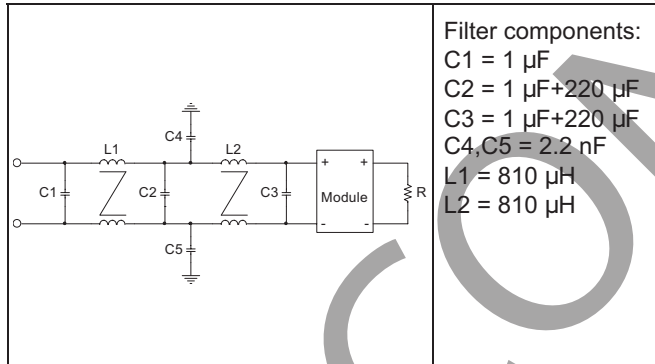 Filter components:
C1 = 1 µF
C2 = 1 µF+220 µF
C3 = 1 µF+220 µF
C4,C5 = 2.2 nF
L1 = 810 µH
L2 = 810 µH
C4
L1
L2
C1
C2
C3
+
+
Module
R
-
-
C5